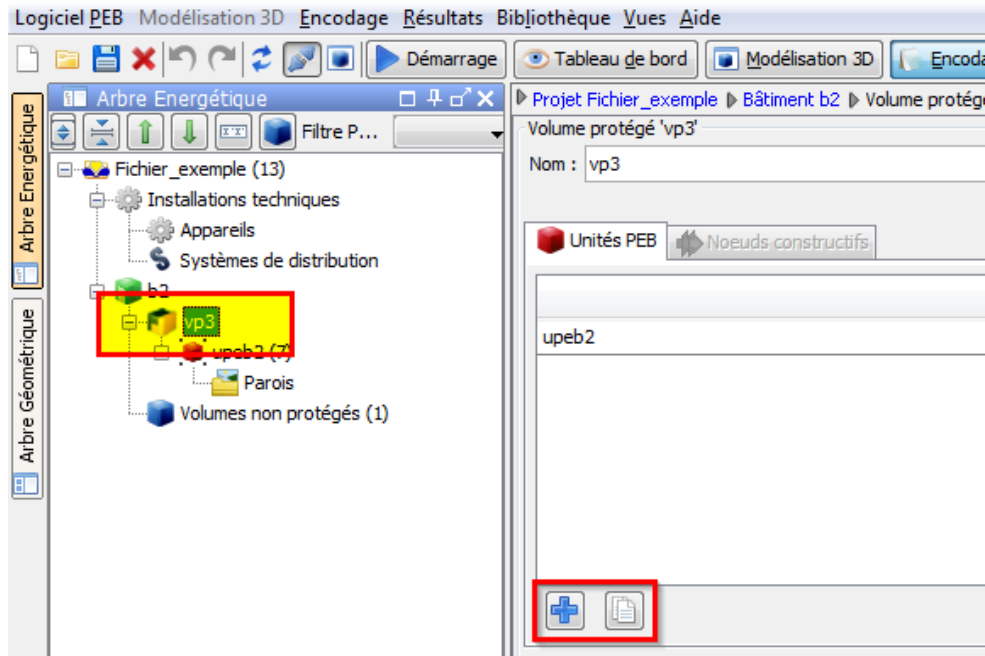 Logiciel PEB Modélisation 3D Encodage Résultats Bibliothèque Vues Aide
Démarrage Tableau de bord Modélisation 3D Encoda
Arbre Energétique
Arbre Géométrique
Arbre Energétique
Filtre P...
Fichier_exemple (13)
Installations techniques
Appareils
Systèmes de distribution
b2
vp3
upeb2 (7)
Parois
Volumes non protégés (1)
Projet Fichier_exemple Bâtiment b2 Volume protégé
Volume protégé 'vp3'
Nom : vp3
Unités PEB Noeuds constructifs
upeb2